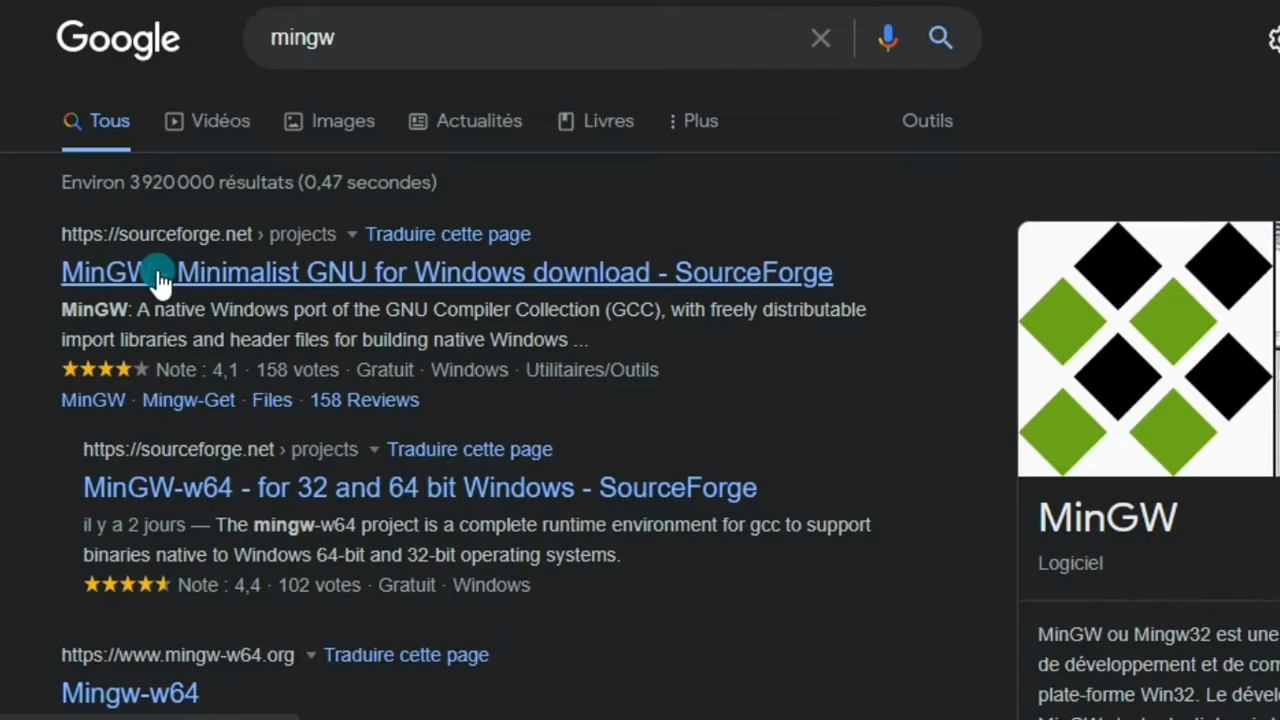 Google
mingw
Tous Vidéos Images Actualités Livres Plus Outils
Environ 3 920 000 résultats (0,47 secondes)
https://sourceforge.net › projects Traduire cette page
MinGW Minimalist GNU for Windows download - SourceForge
MinGW: A native Windows port of the GNU Compiler Collection (GCC), with freely distributable
import libraries and header files for building native Windows ...
Note : 4,1 · 158 votes · Gratuit · Windows · Utilitaires/Outils
MinGW · Mingw-Get · Files · 158 Reviews
https://sourceforge.net › projects Traduire cette page
MinGW-w64 - for 32 and 64 bit Windows - SourceForge
il y a 2 jours — The mingw-w64 project is a complete runtime environment for gcc to support
binaries native to Windows 64-bit and 32-bit operating systems.
Note : 4,4 · 102 votes · Gratuit · Windows
https://www.mingw-w64.org Traduire cette page
Mingw-w64
MinGW
Logiciel
MinGW ou Mingw32 est une
de développement et de com
plate-forme Win32. Le dével